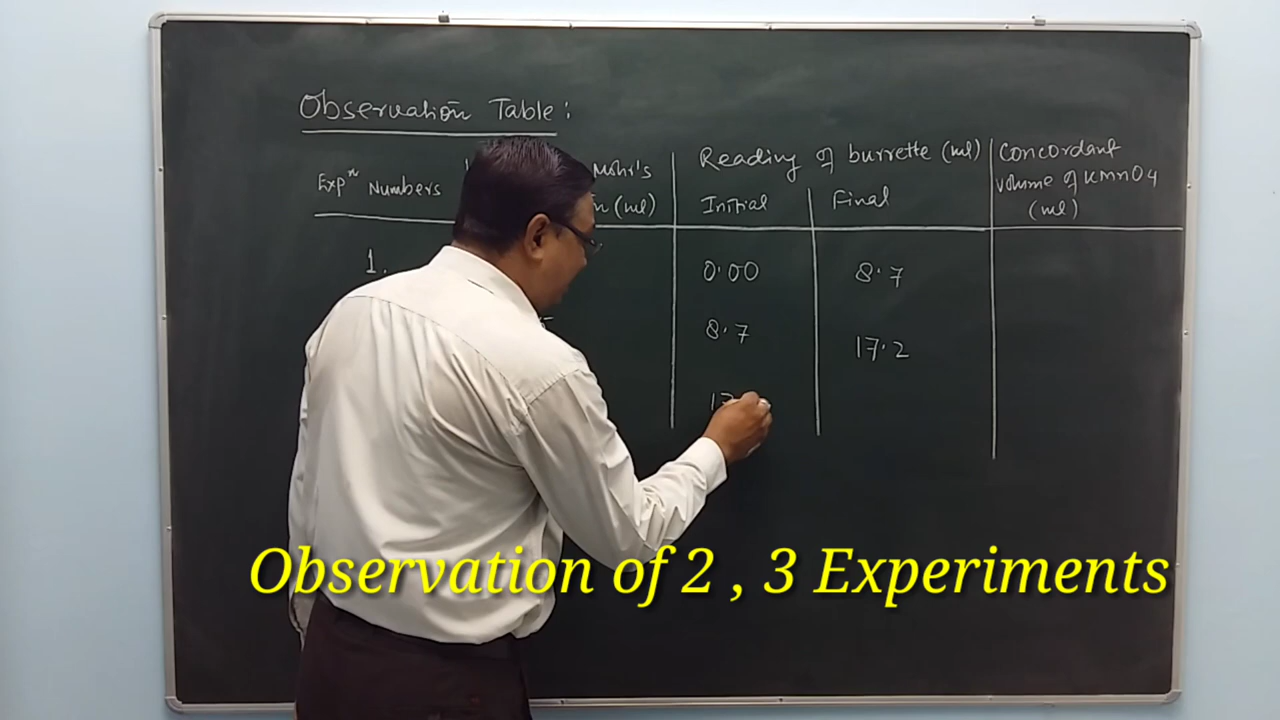 Observation Table:
Expⁿ Numbers
Mohr's
n (ml)
Reading of burrette (ml)
Initial
Final
Concordant
volume of KMnO4
(ml)
1.
0.00
8.7
8.7
17.2
Observation of 2 , 3 Experiments